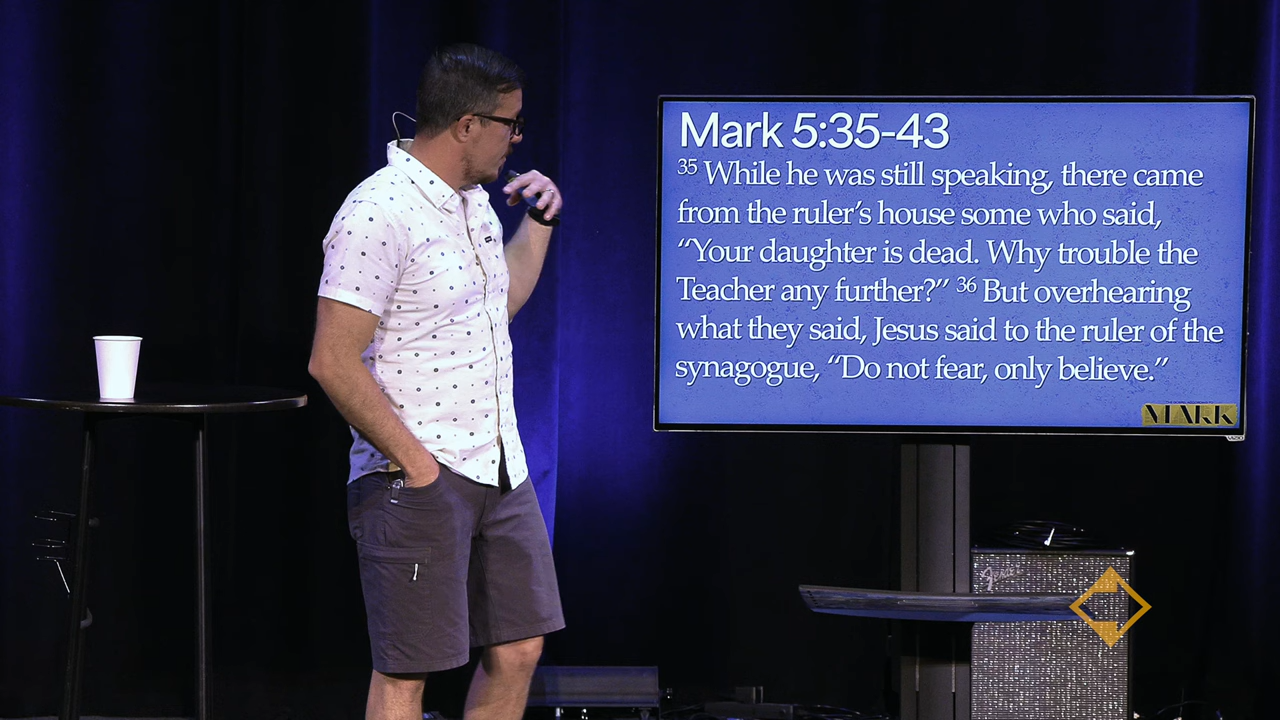 Mark 5:35-43
35 While he was still speaking, there came
from the ruler’s house some who said,
“Your daughter is dead. Why trouble the
Teacher any further?” 36 But overhearing
what they said, Jesus said to the ruler of the
synagogue, “Do not fear, only believe.”
MARK
VIZIO
Fender